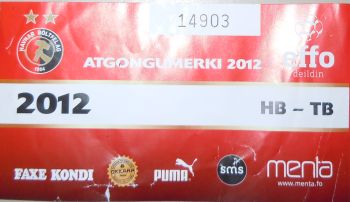 14903
HAVNAR BÓLTFELAG
1904
ATGONGUMERKI 2012
effo
deildin
2012
HB - TB
FAXE KONDI
OKEANA
PUMA
sms
menta
www.menta.fo